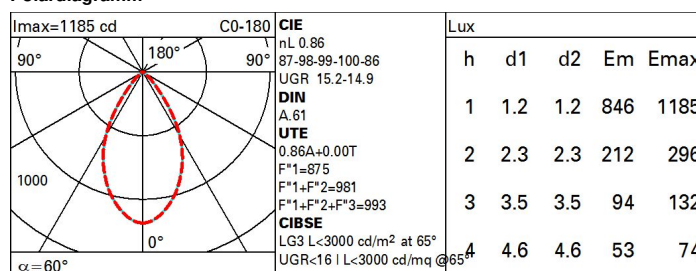 Imax=1185 cd C0-180
90° 180° 90°
1000
0°
α=60°
CIE
nL 0.86
87-98-99-100-86
UGR 15.2-14.9
DIN
A.61
UTE
0.86A+0.00T
F"1=875
F"1+F"2=981
F"1+F"2+F"3=993
CIBSE
LG3 L<3000 cd/m² at 65°
UGR<16 | L<3000 cd/mq @65°
Lux
h d1 d2 Em Emax
1 1.2 1.2 846 1185
2 2.3 2.3 212 296
3 3.5 3.5 94 132
4 4.6 4.6 53 74